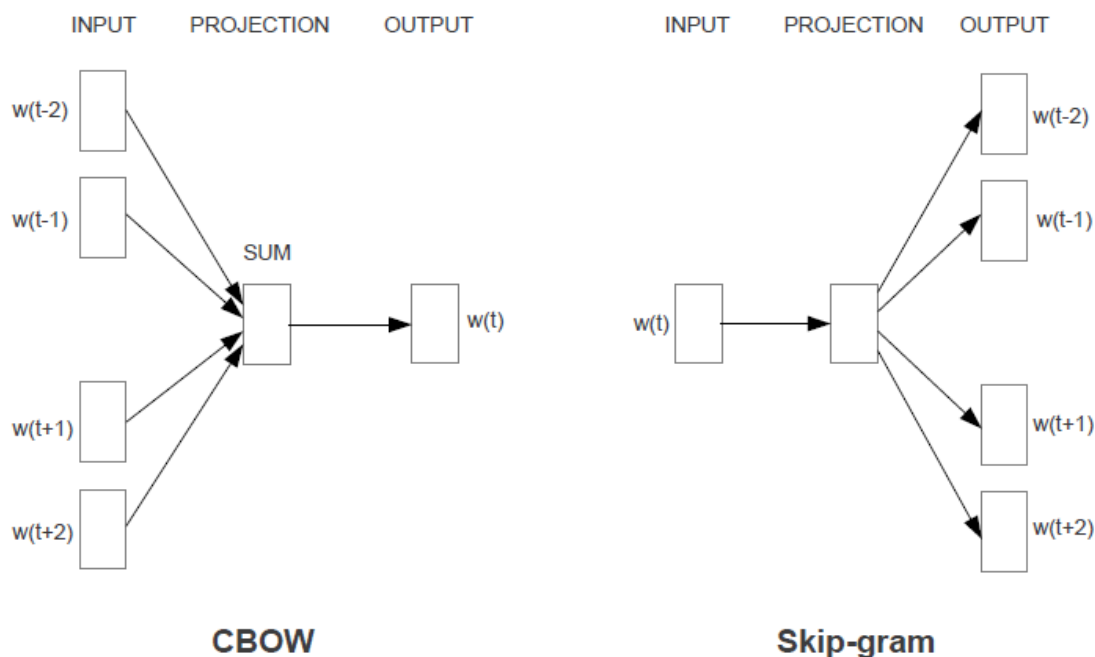 INPUT PROJECTION OUTPUT
w(t-2)
w(t-1)
SUM
w(t)
w(t+1)
w(t+2)
CBOW
INPUT PROJECTION OUTPUT
w(t-2)
w(t-1)
w(t)
w(t+1)
w(t+2)
Skip-gram